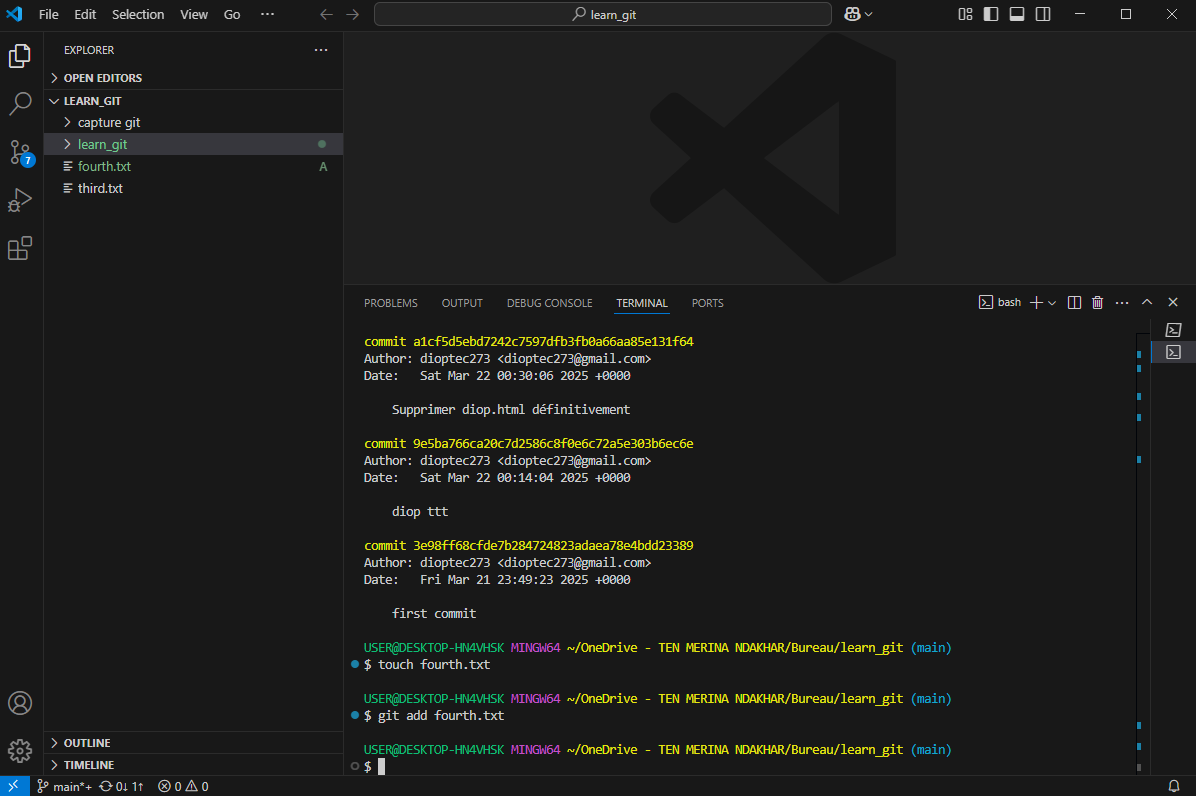 File Edit Selection View Go ··· learn_git
EXPLORER ···
OPEN EDITORS
LEARN_GIT
capture git
learn_git
fourth.txt A
third.txt
7
OUTLINE
TIMELINE
PROBLEMS OUTPUT DEBUG CONSOLE TERMINAL PORTS bash ···
commit a1cf5d5ebd7242c7597dfb3fb0a66aa85e131f64
Author: dioptec273 <dioptec273@gmail.com>
Date: Sat Mar 22 00:30:06 2025 +0000
Supprimer diop.html définitivement
commit 9e5ba766ca20c7d2586c8f0e6c72a5e303b6ec6e
Author: dioptec273 <dioptec273@gmail.com>
Date: Sat Mar 22 00:14:04 2025 +0000
diop ttt
commit 3e98ff68cfde7b284724823adaea78e4bdd23389
Author: dioptec273 <dioptec273@gmail.com>
Date: Fri Mar 21 23:49:23 2025 +0000
first commit
USER@DESKTOP-HN4VHSK MINGW64 ~/OneDrive - TEN MERINA NDAKHAR/Bureau/learn_git (main)
$ touch fourth.txt
USER@DESKTOP-HN4VHSK MINGW64 ~/OneDrive - TEN MERINA NDAKHAR/Bureau/learn_git (main)
$ git add fourth.txt
USER@DESKTOP-HN4VHSK MINGW64 ~/OneDrive - TEN MERINA NDAKHAR/Bureau/learn_git (main)
$
main*+ 0↓ 1↑ 0 0